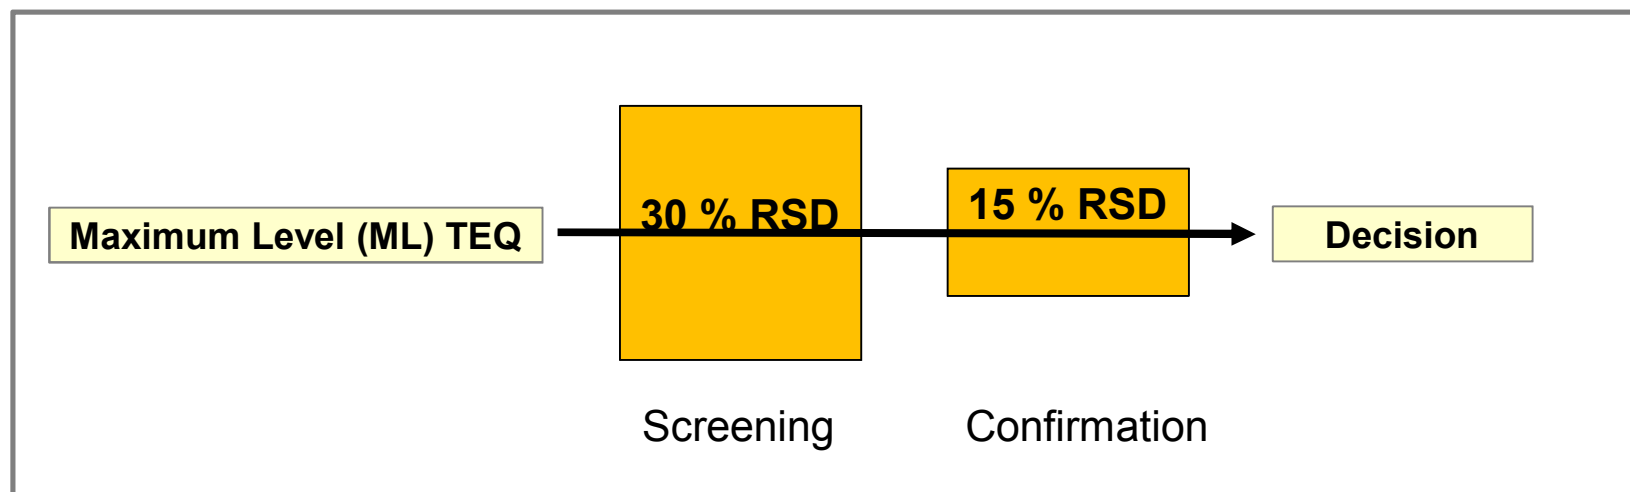 Maximum Level (ML) TEQ
30 % RSD
15 % RSD
Decision
Screening
Confirmation